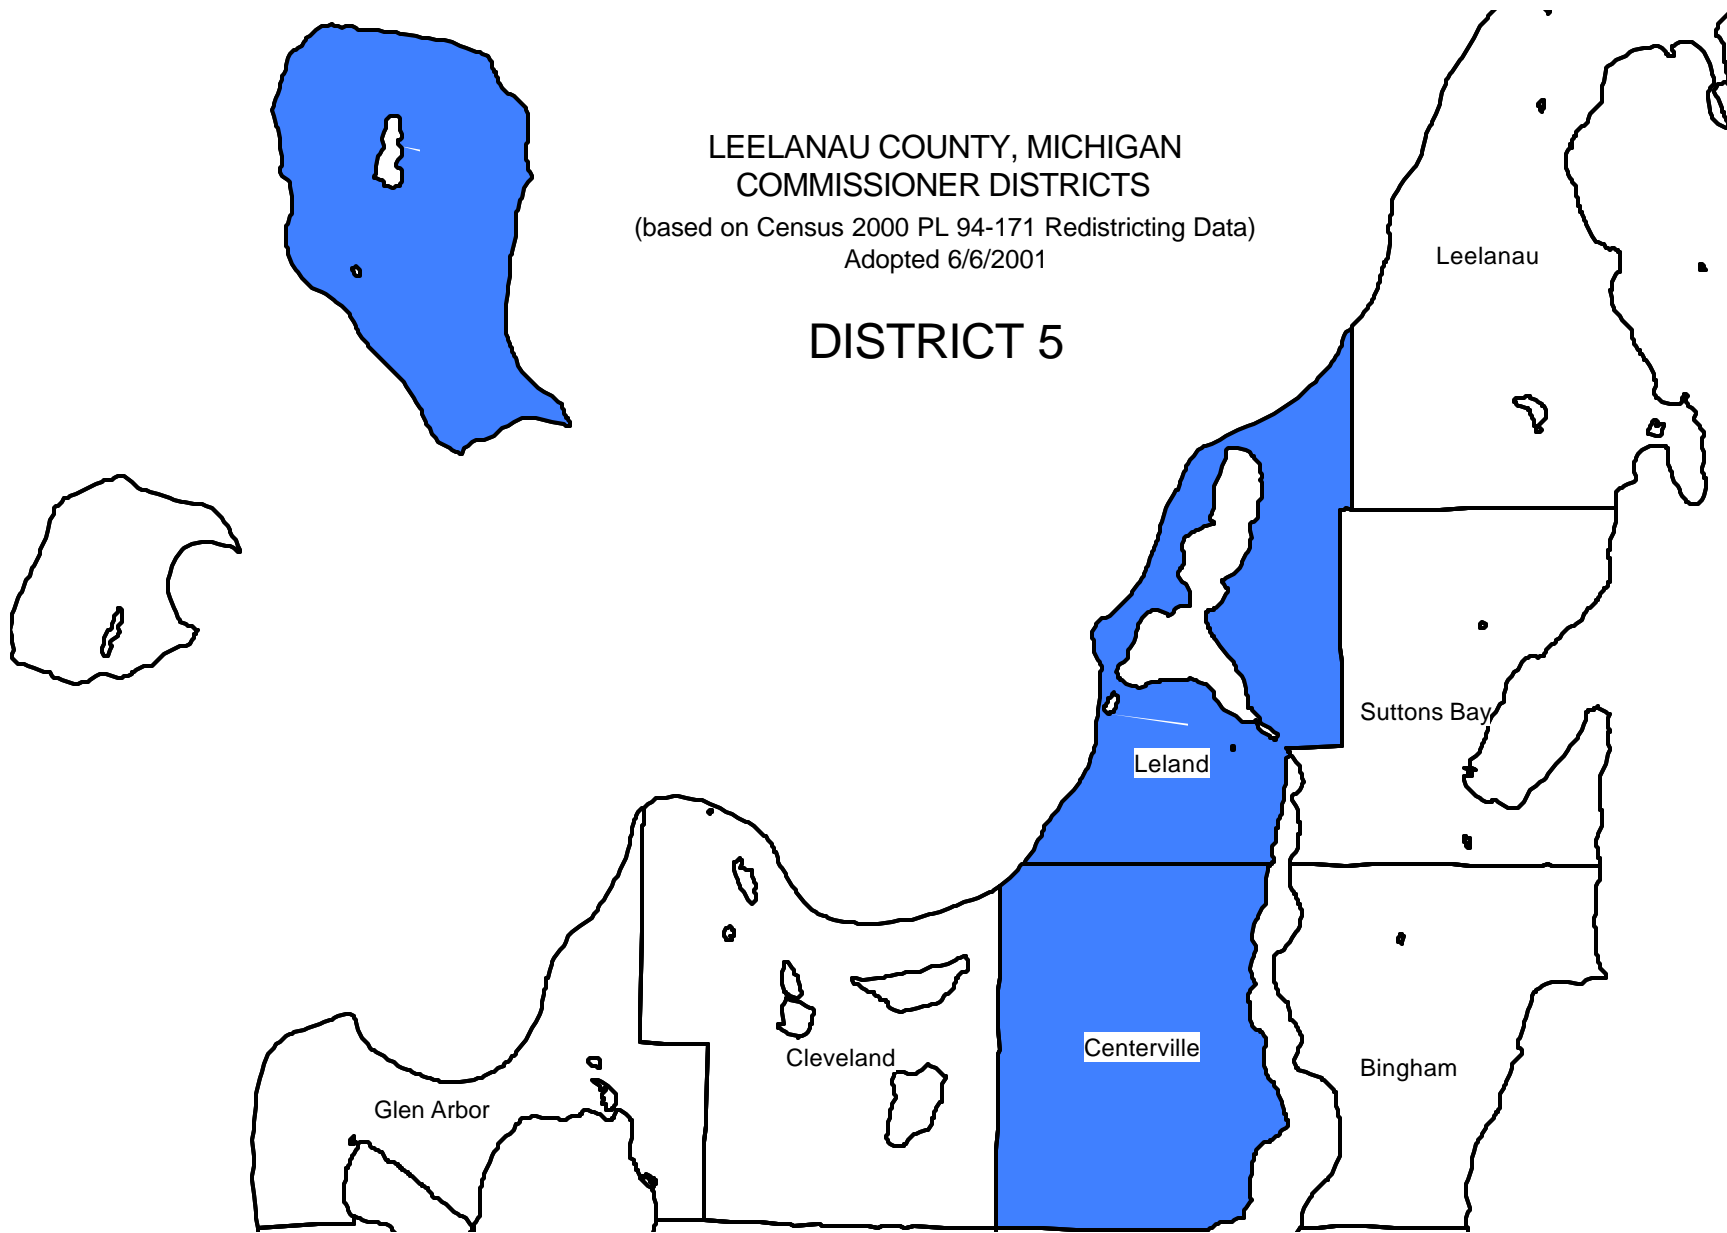 LEELANAU COUNTY, MICHIGAN
COMMISSIONER DISTRICTS
(based on Census 2000 PL 94-171 Redistricting Data)
Adopted 6/6/2001
DISTRICT 5
Leelanau
Suttons Bay
Leland
Centerville
Cleveland
Bingham
Glen Arbor